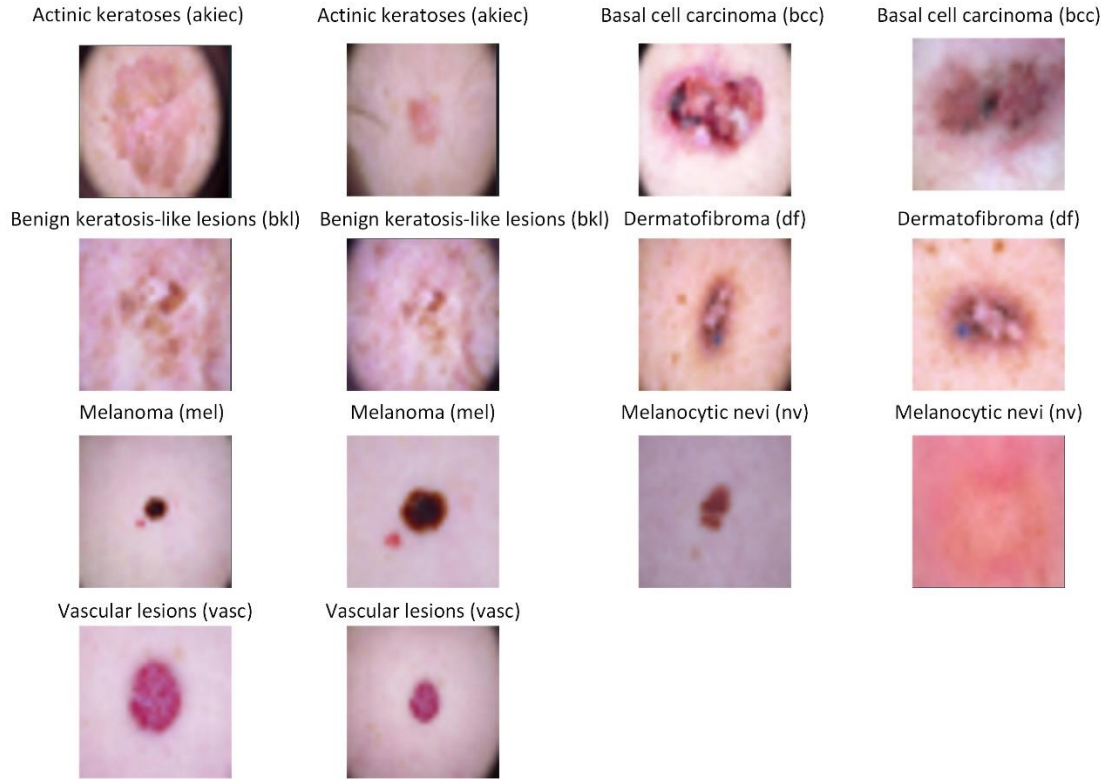 Actinic keratoses (akiec)
Actinic keratoses (akiec)
Basal cell carcinoma (bcc)
Basal cell carcinoma (bcc)
Benign keratosis-like lesions (bkl)
Benign keratosis-like lesions (bkl)
Dermatofibroma (df)
Dermatofibroma (df)
Melanoma (mel)
Melanoma (mel)
Melanocytic nevi (nv)
Melanocytic nevi (nv)
Vascular lesions (vasc)
Vascular lesions (vasc)